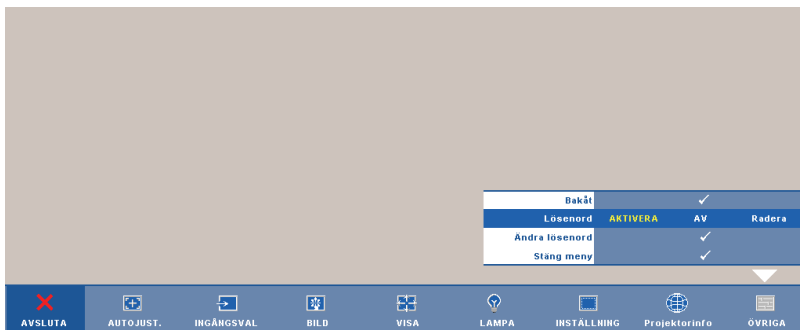 Bakåt
Lösenord AKTIVERA AV Radera
Ändra lösenord
Stäng meny
AVSLUTA AUTOJUST. INGÅNGSVAL BILD VISA LAMPA INSTÄLLNING Projektorinfo ÖVRIGA